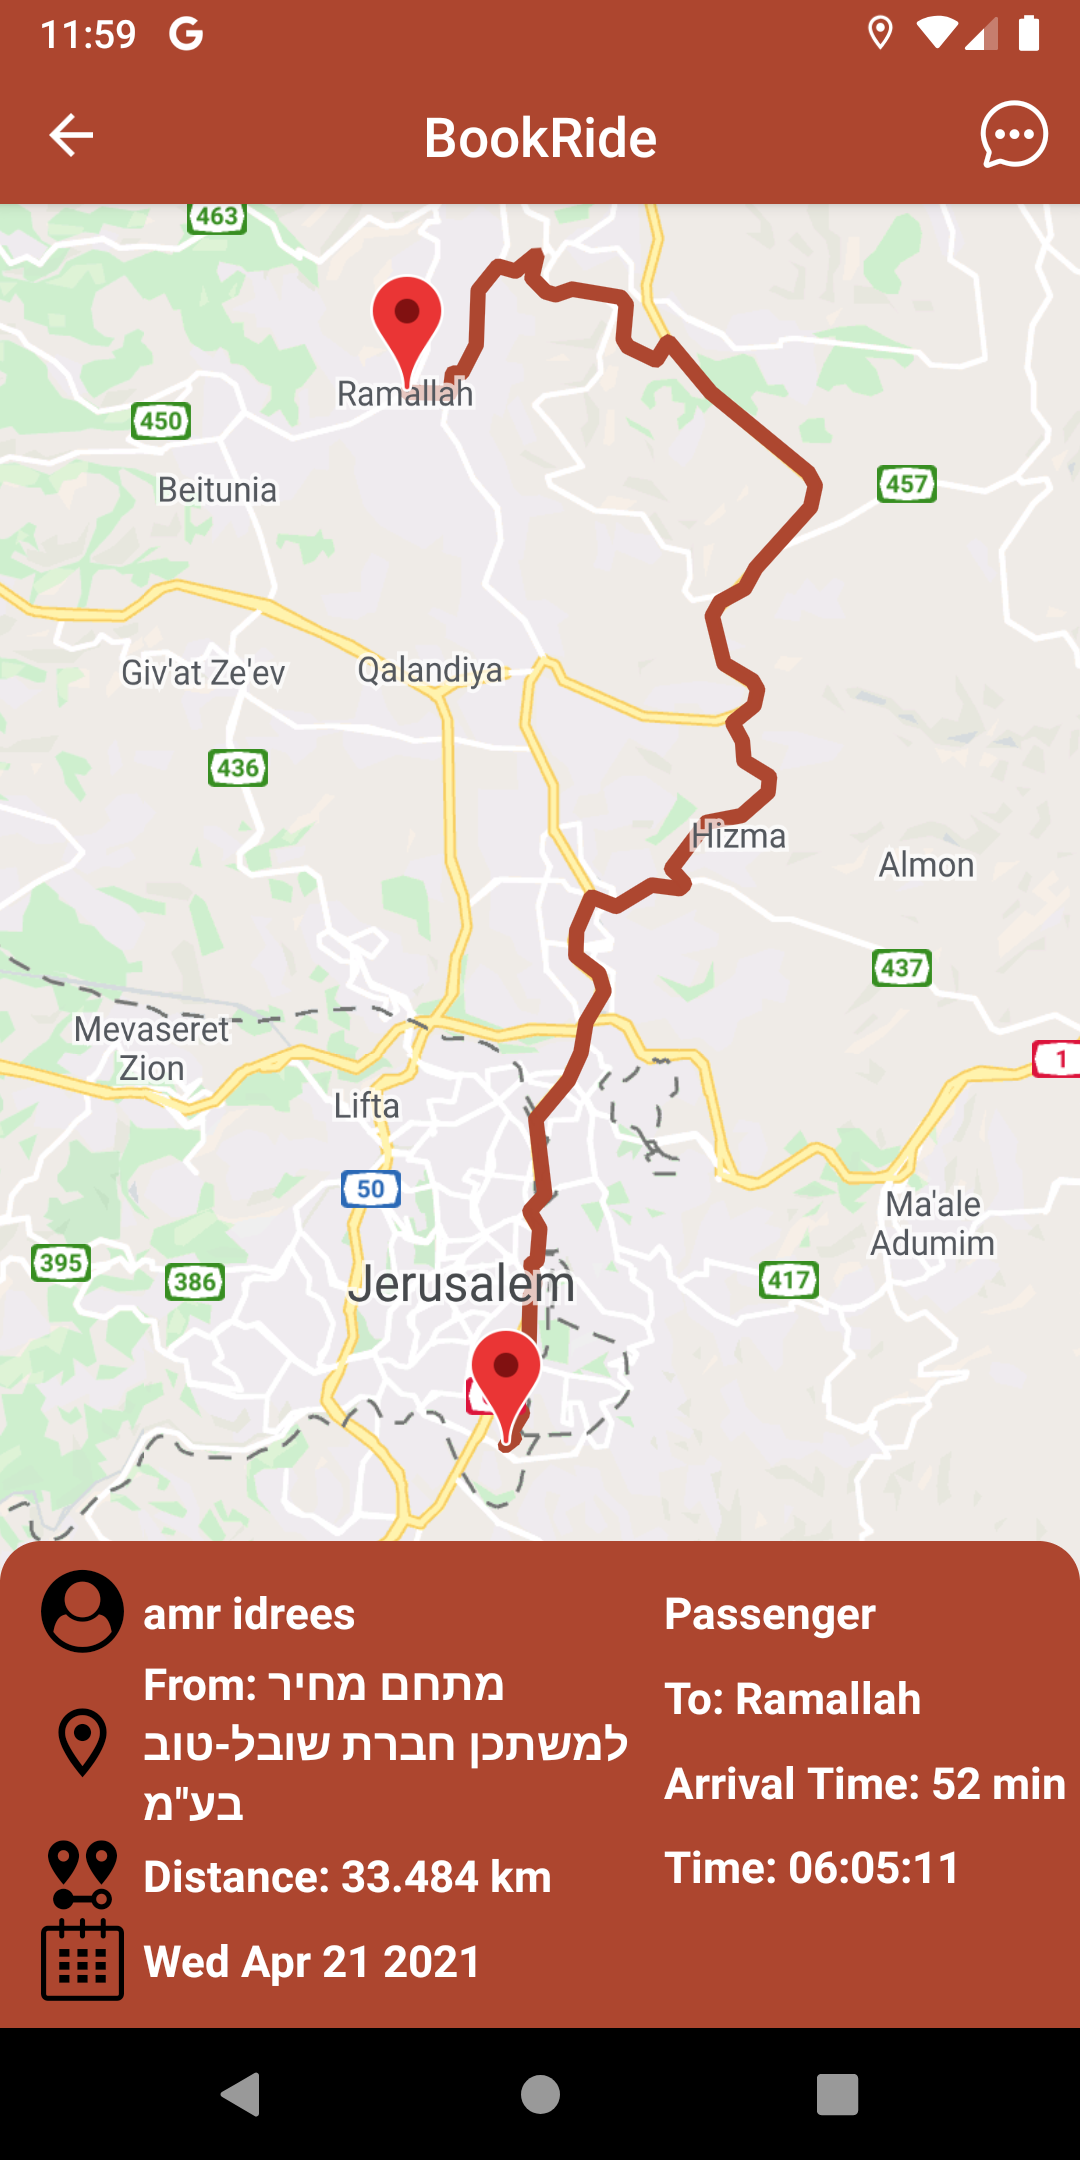 11:59
BookRide
463
Ramallah
450
457
Beitunia
Giv'at Ze'ev
Qalandiya
436
Hizma
Almon
437
Mevaseret
Zion
1
Lifta
50
Ma'ale
Adumim
395
386
417
Jerusalem
amr idrees
Passenger
From: מתחם מחיר
למשתכן חברת שובל-טוב
בע"מ
To: Ramallah
Arrival Time: 52 min
Distance: 33.484 km
Time: 06:05:11
Wed Apr 21 2021